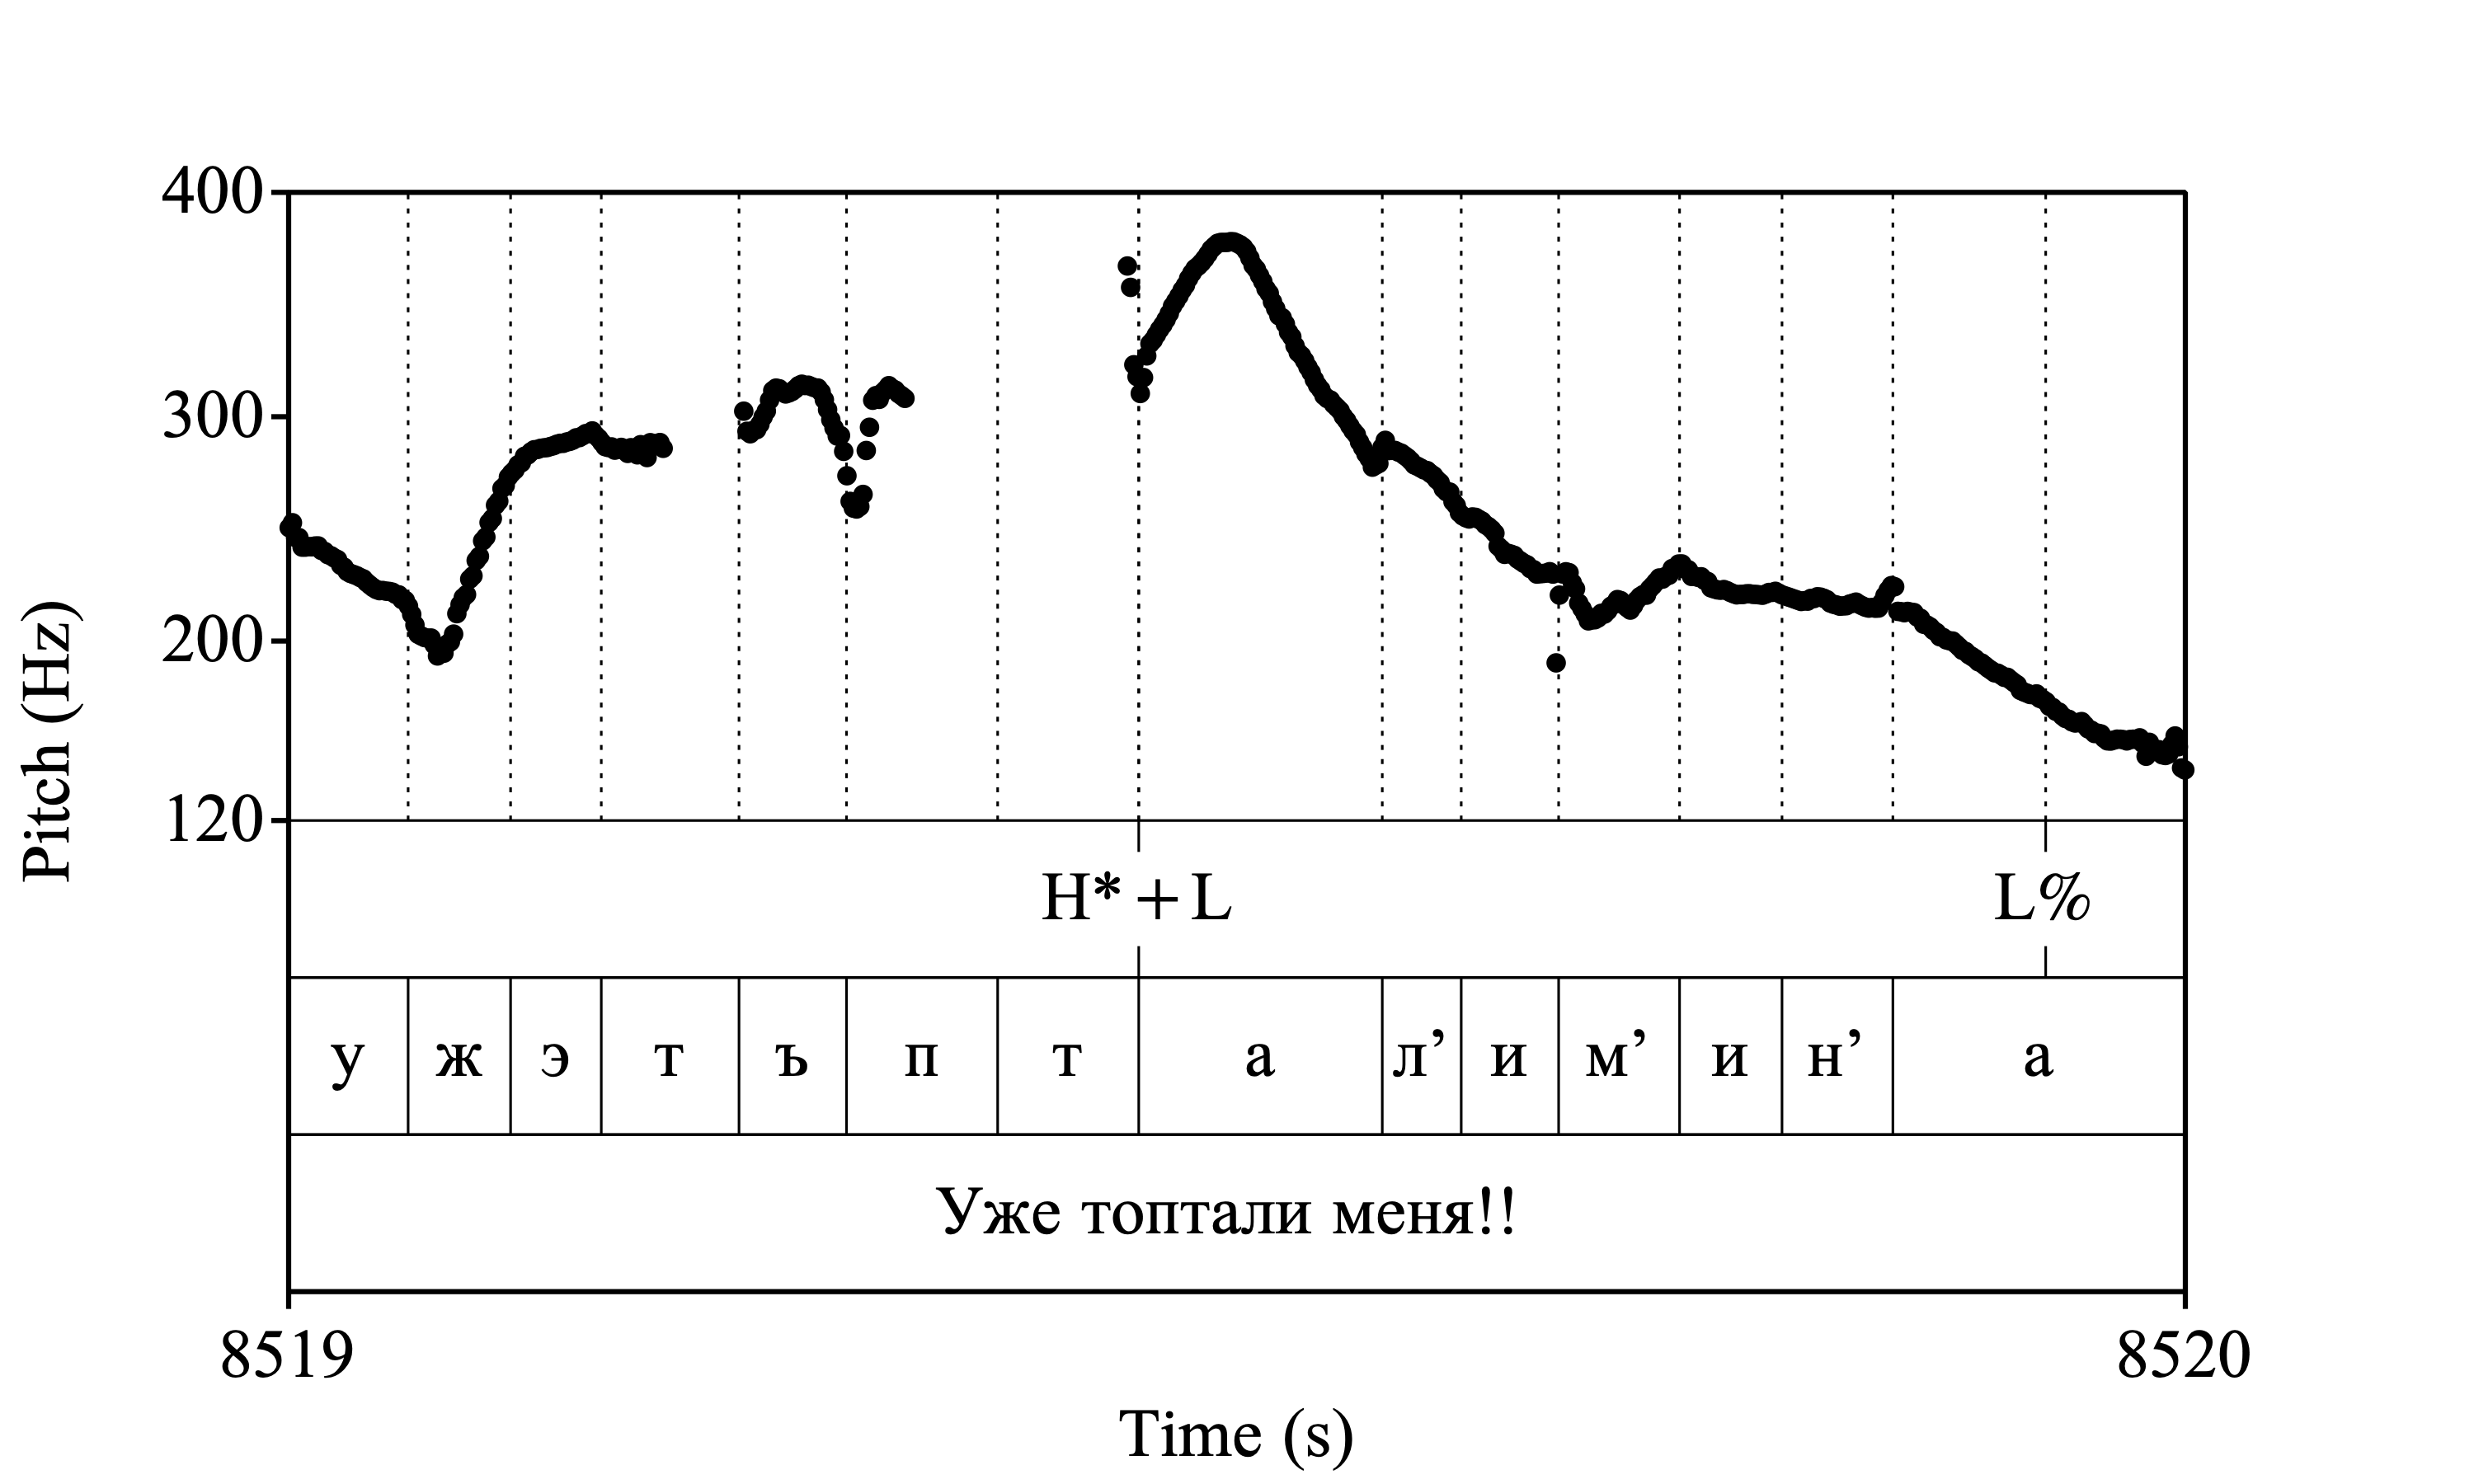 400
300
200
120
Pitch (Hz)
H* + L L%
у ж э т ъ п т а л’ и м’ и н’ а
Уже топтали меня!!
8519 8520
Time (s)